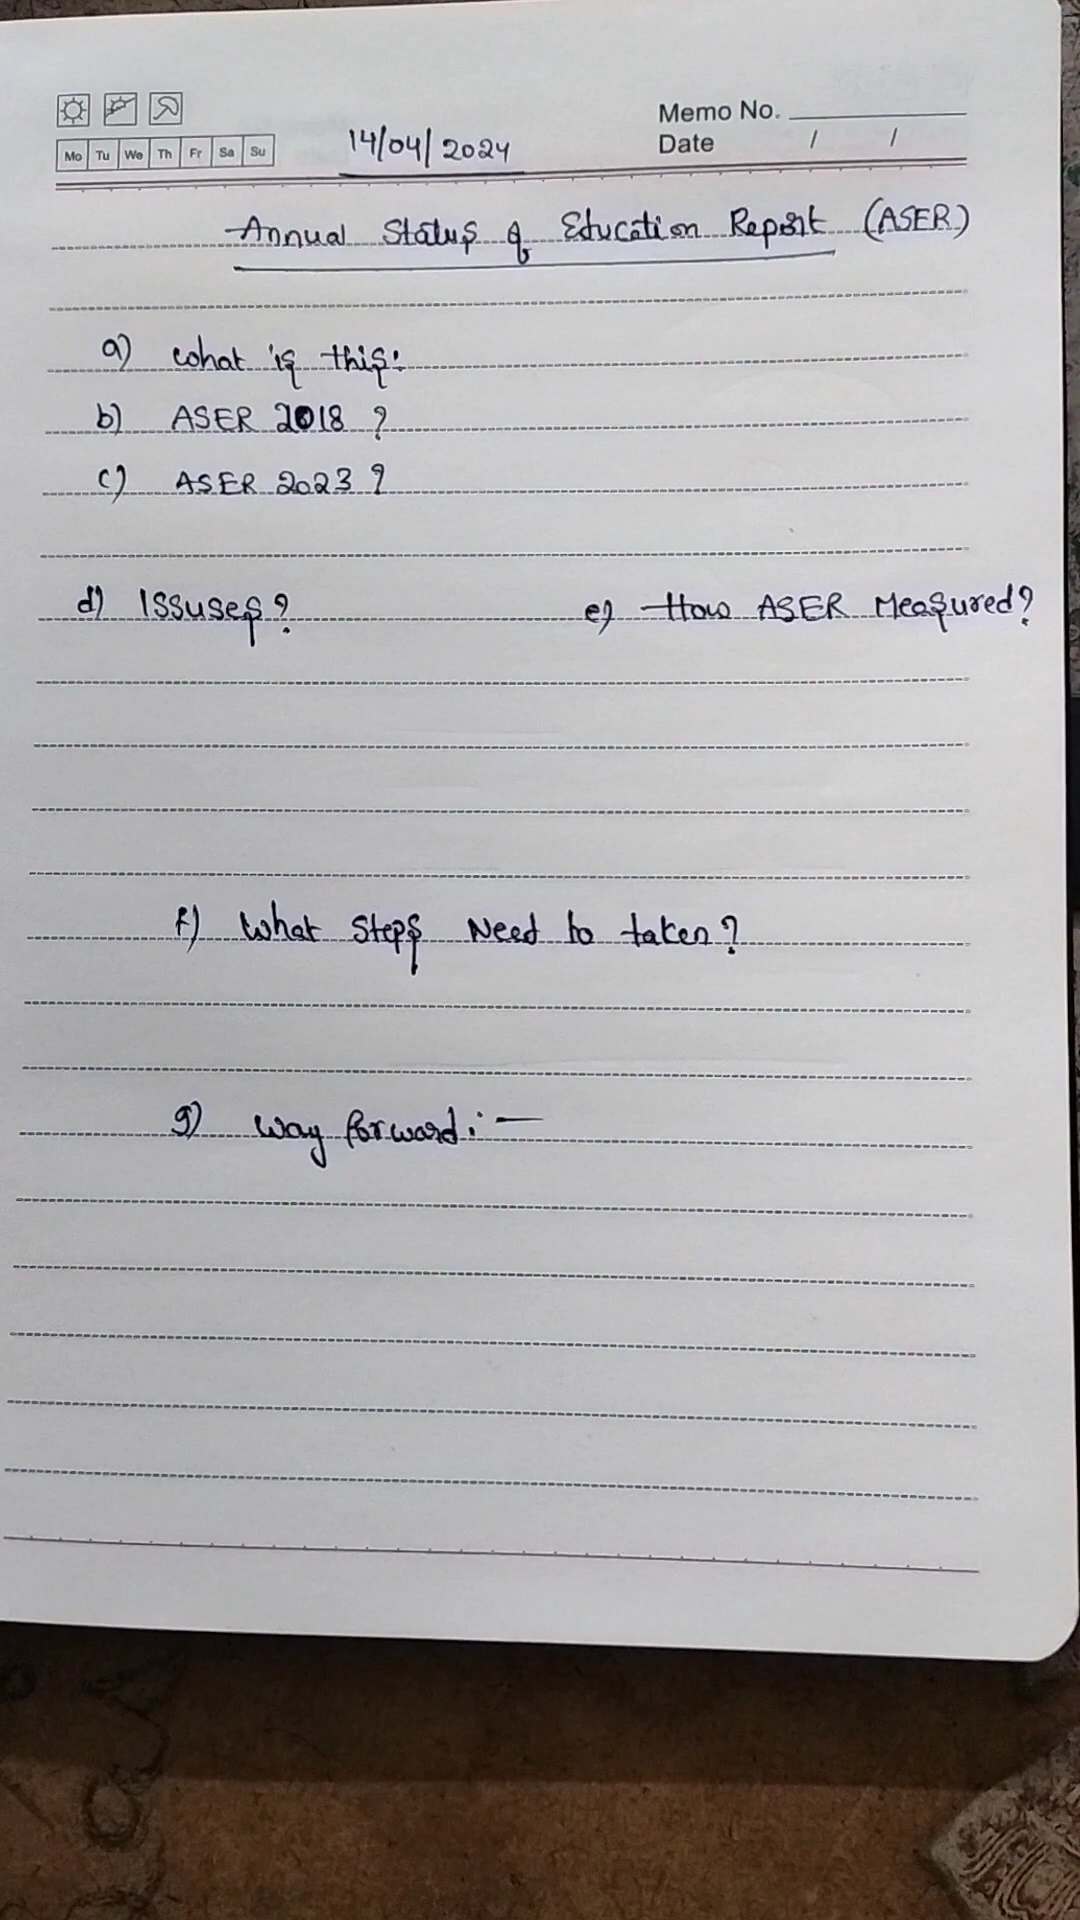 Memo No.
Mo Tu We Th Fr Sa Su
14/04/2024
Date / /
Annual Status of Education Report (ASER)
a) What is this:
b) ASER 2018 ?
c) ASER 2023 ?
d) Issuses ?
e) How ASER Measured?
f) What Steps Need to taken?
g) Way forward : —